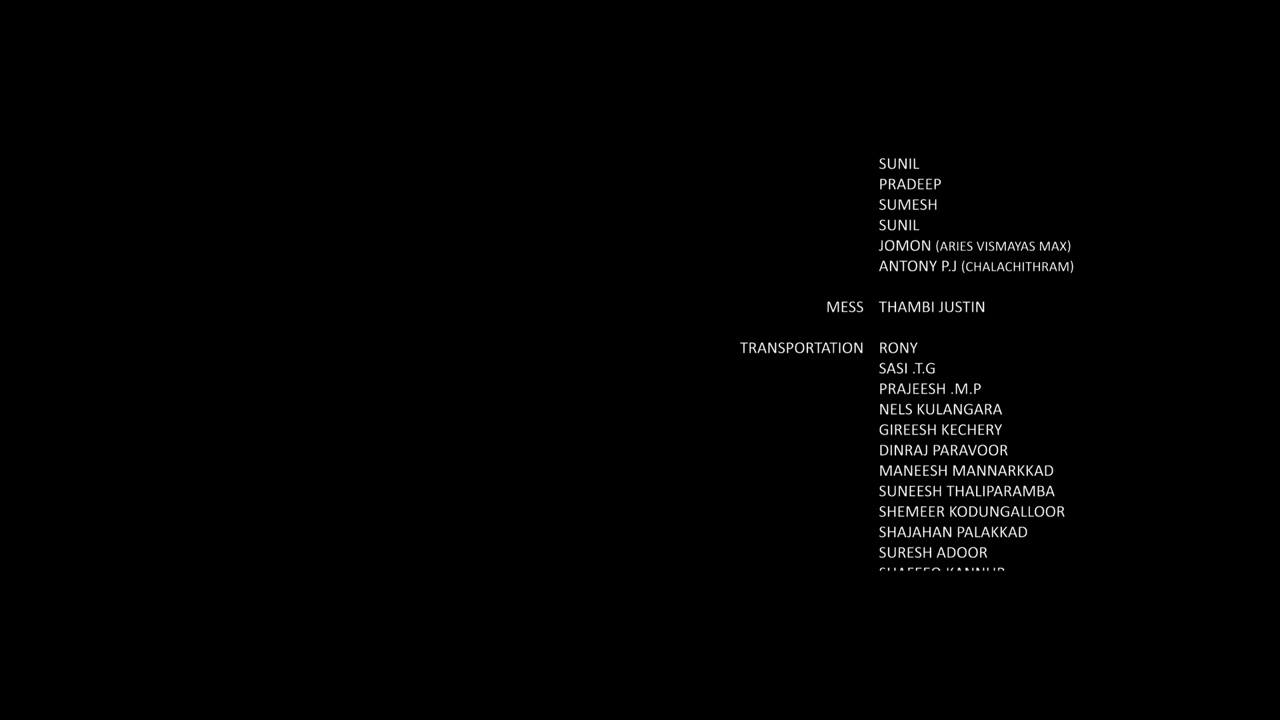 SUNIL
PRADEEP
SUMESH
SUNIL
JOMON (ARIES VISMAYAS MAX)
ANTONY P.J (CHALACHITHRAM)
MESS THAMBI JUSTIN
TRANSPORTATION RONY
SASI .T.G
PRAJEESH .M.P
NELS KULANGARA
GIREESH KECHERY
DINRAJ PARAVOOR
MANEESH MANNARKKAD
SUNEESH THALIPARAMBA
SHEMEER KODUNGALLOOR
SHAJAHAN PALAKKAD
SURESH ADOOR